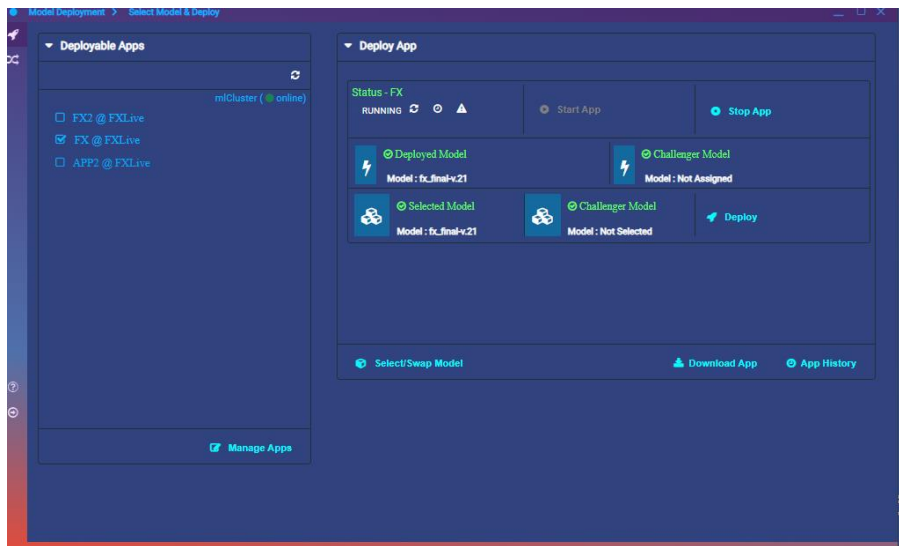 Model Deployment > Select Model & Deploy
Deployable Apps
mlCluster ( online)
FX2 @ FXLive
FX @ FXLive
APP2 @ FXLive
Manage Apps
Deploy App
Status - FX
RUNNING
Start App
Stop App
Deployed Model
Model : fx_final-v.21
Challenger Model
Model : Not Assigned
Selected Model
Model : fx_final-v.21
Challenger Model
Model : Not Selected
Deploy
Select/Swap Model
Download App
App History